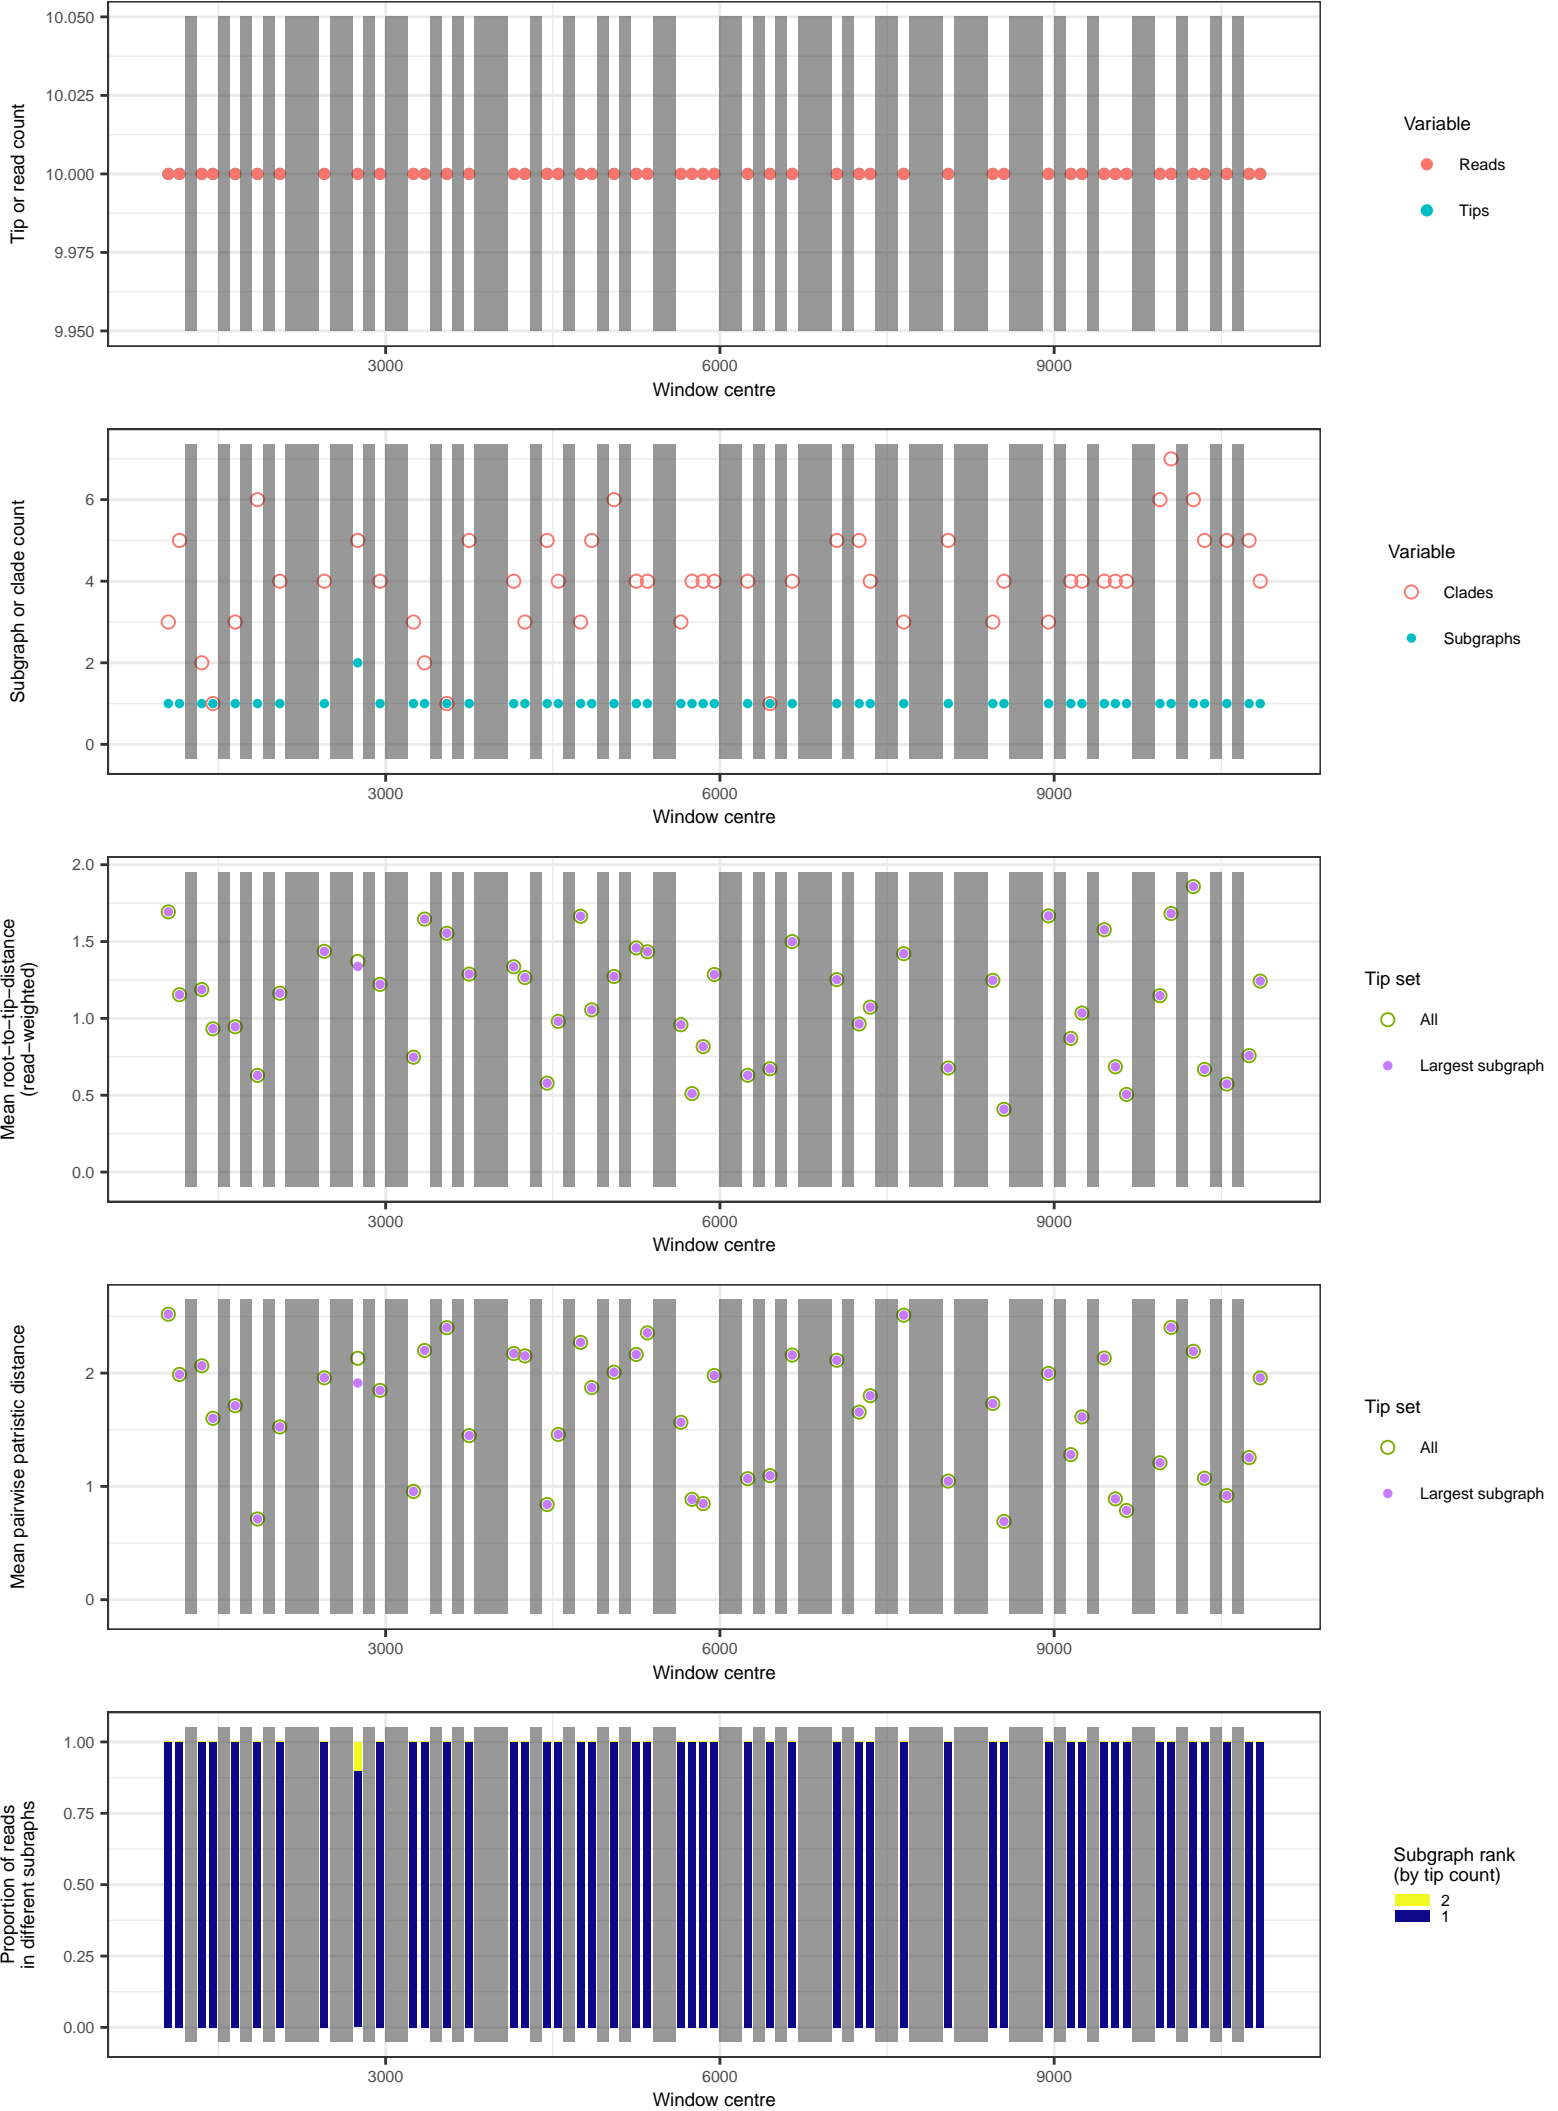 10.050
10.025
10.000
9.975
9.950
Tip or read count
3000 6000 9000
Window centre
Variable
Reads
Tips
6
4
2
0
Subgraph or clade count
3000 6000 9000
Window centre
Variable
Clades
Subgraphs
2.0
1.5
1.0
0.5
0.0
Mean root−to−tip−distance
(read−weighted)
3000 6000 9000
Window centre
Tip set
All
Largest subgraph
2
1
0
Mean pairwise patristic distance
3000 6000 9000
Window centre
Tip set
All
Largest subgraph
1.00
0.75
0.50
0.25
0.00
Proportion of reads
in different subraphs
3000 6000 9000
Window centre
Subgraph rank
(by tip count)
2
1